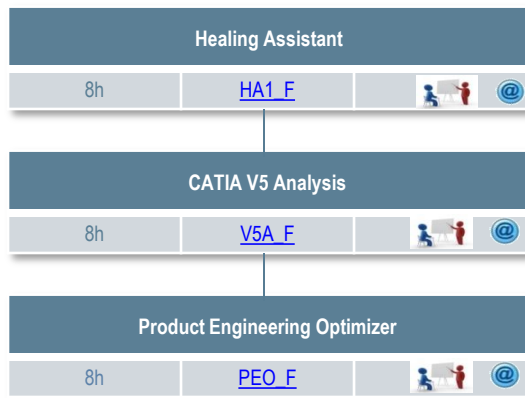 Healing Assistant
8h HA1_F @
CATIA V5 Analysis
8h V5A_F @
Product Engineering Optimizer
8h PEO_F @